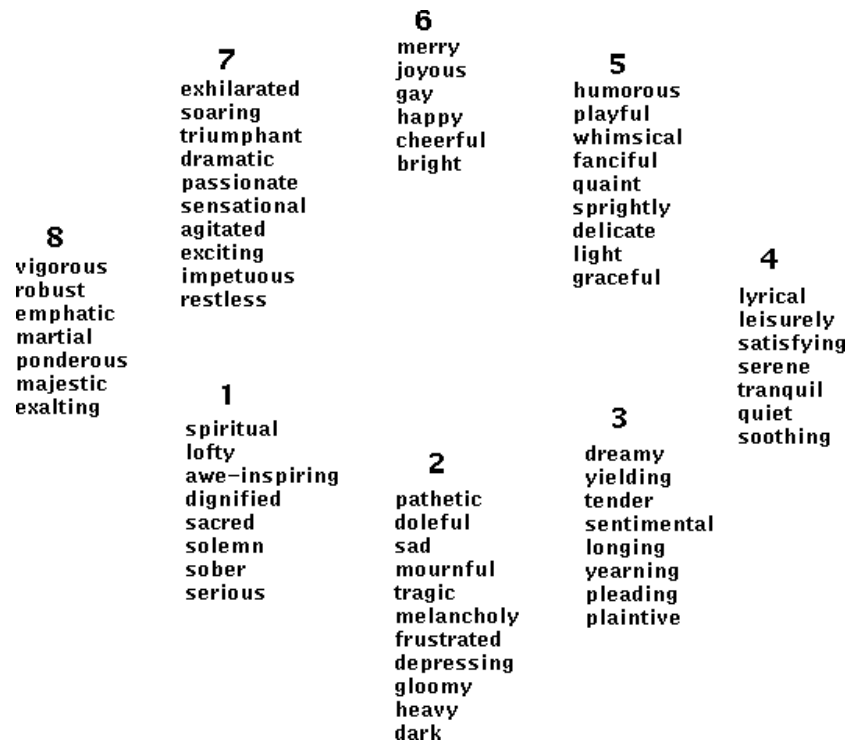 6
merry
joyous
gay
happy
cheerful
bright
7
exhilarated
soaring
triumphant
dramatic
passionate
sensational
agitated
exciting
impetuous
restless
5
humorous
playful
whimsical
fanciful
quaint
sprightly
delicate
light
graceful
8
vigorous
robust
emphatic
martial
ponderous
majestic
exalting
4
lyrical
leisurely
satisfying
serene
tranquil
quiet
soothing
1
spiritual
lofty
awe-inspiring
dignified
sacred
solemn
sober
serious
2
pathetic
doleful
sad
mournful
tragic
melancholy
frustrated
depressing
gloomy
heavy
dark
3
dreamy
yielding
tender
sentimental
longing
yearning
pleading
plaintive